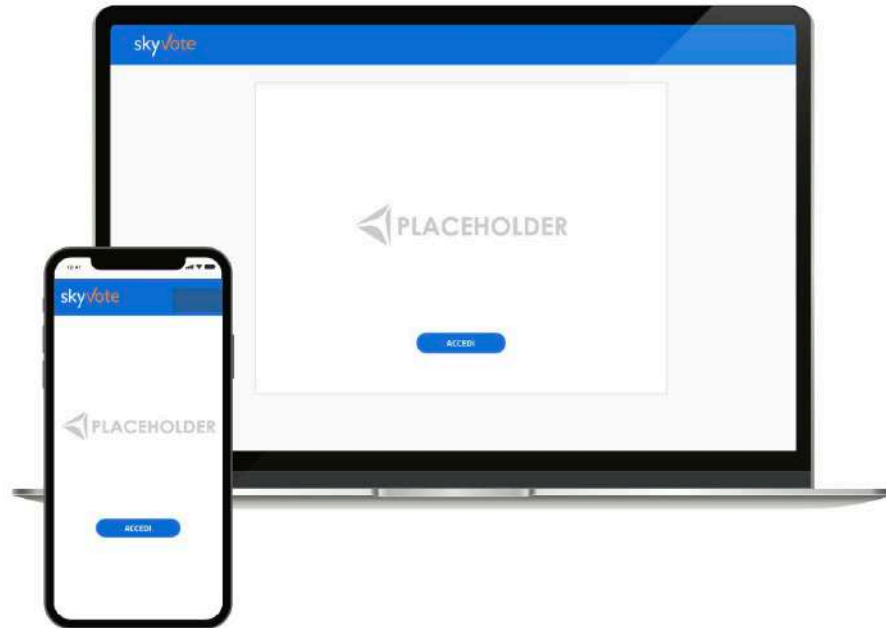 skyvote
PLACEHOLDER
ACCEDI
skyvote
PLACEHOLDER
ACCEDI